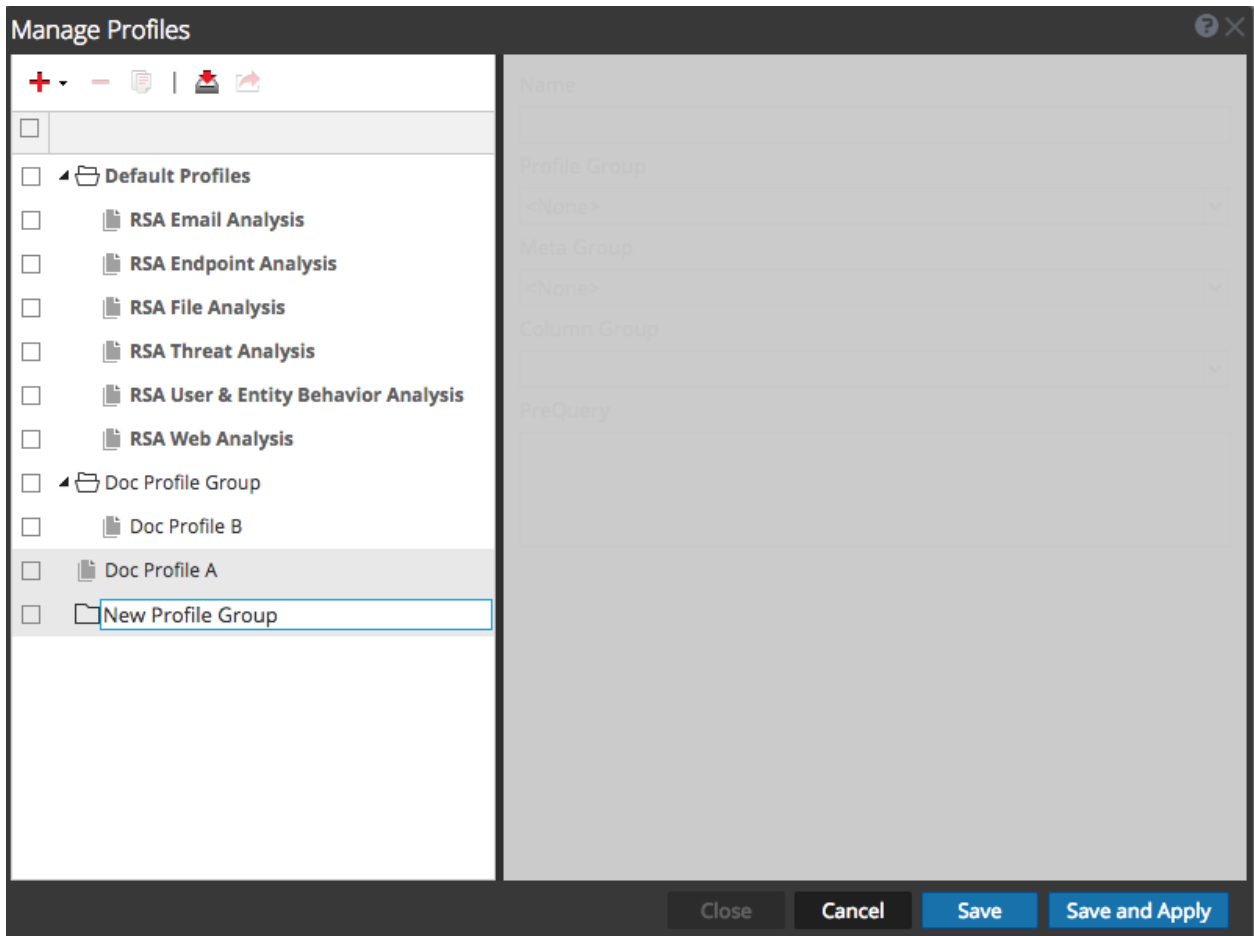 Manage Profiles
Name
Profile Group
<None>
Meta Group
<None>
Column Group
PreQuery
Default Profiles
RSA Email Analysis
RSA Endpoint Analysis
RSA File Analysis
RSA Threat Analysis
RSA User & Entity Behavior Analysis
RSA Web Analysis
Doc Profile Group
Doc Profile B
Doc Profile A
New Profile Group
Close
Cancel
Save
Save and Apply